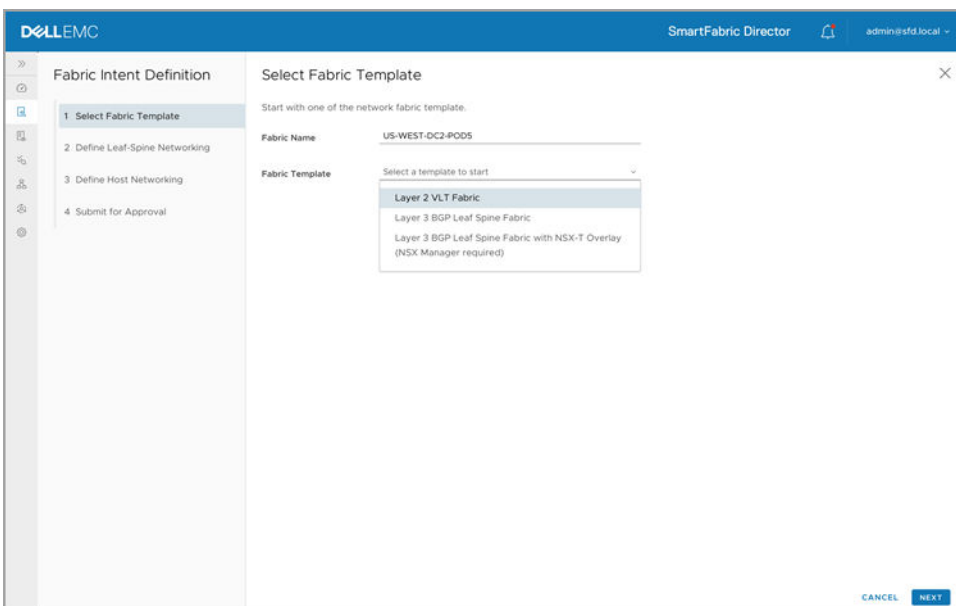 DELLEMC
SmartFabric Director
admin@sfd.local
Fabric Intent Definition
1 Select Fabric Template
2 Define Leaf-Spine Networking
3 Define Host Networking
4 Submit for Approval
Select Fabric Template
Start with one of the network fabric template.
Fabric Name US-WEST-DC2-POD5
Fabric Template Select a template to start
Layer 2 VLT Fabric
Layer 3 BGP Leaf Spine Fabric
Layer 3 BGP Leaf Spine Fabric with NSX-T Overlay
(NSX Manager required)
CANCEL NEXT